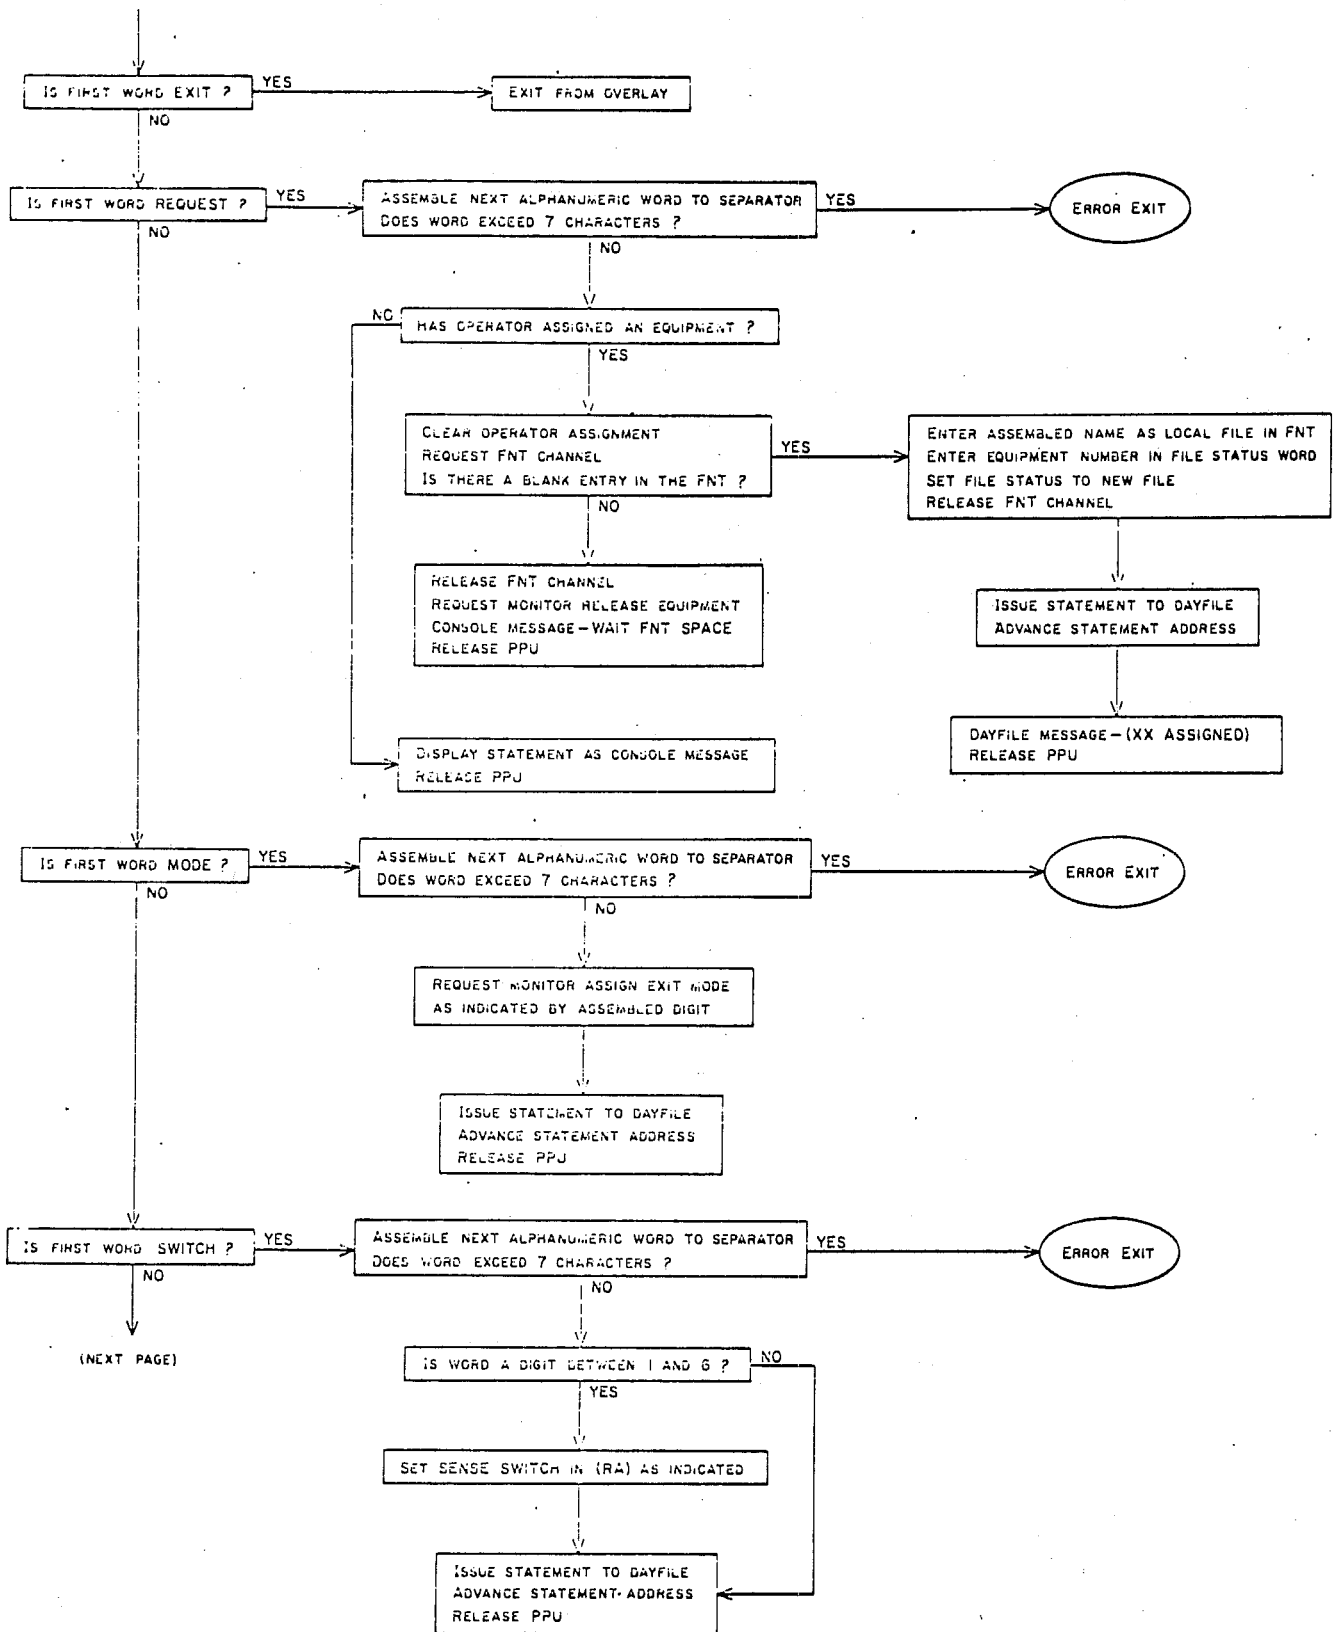 IS FIRST WORD EXIT ?
YES
EXIT FROM OVERLAY
NO
IS FIRST WORD REQUEST ?
YES
ASSEMBLE NEXT ALPHANUMERIC WORD TO SEPARATOR
DOES WORD EXCEED 7 CHARACTERS ?
YES
ERROR EXIT
NO
NO
HAS OPERATOR ASSIGNED AN EQUIPMENT ?
NO
YES
CLEAR OPERATOR ASSIGNMENT
REQUEST FNT CHANNEL
IS THERE A BLANK ENTRY IN THE FNT ?
YES
ENTER ASSEMBLED NAME AS LOCAL FILE IN FNT
ENTER EQUIPMENT NUMBER IN FILE STATUS WORD
SET FILE STATUS TO NEW FILE
RELEASE FNT CHANNEL
NO
RELEASE FNT CHANNEL
REQUEST MONITOR RELEASE EQUIPMENT
CONSOLE MESSAGE - WAIT FNT SPACE
RELEASE PPU
ISSUE STATEMENT TO DAYFILE
ADVANCE STATEMENT ADDRESS
DAYFILE MESSAGE - (XX ASSIGNED)
RELEASE PPU
DISPLAY STATEMENT AS CONSOLE MESSAGE
RELEASE PPU
IS FIRST WORD MODE ?
YES
ASSEMBLE NEXT ALPHANUMERIC WORD TO SEPARATOR
DOES WORD EXCEED 7 CHARACTERS ?
YES
ERROR EXIT
NO
NO
REQUEST MONITOR ASSIGN EXIT MODE
AS INDICATED BY ASSEMBLED DIGIT
ISSUE STATEMENT TO DAYFILE
ADVANCE STATEMENT ADDRESS
RELEASE PPU
IS FIRST WORD SWITCH ?
YES
ASSEMBLE NEXT ALPHANUMERIC WORD TO SEPARATOR
DOES WORD EXCEED 7 CHARACTERS ?
YES
ERROR EXIT
NO
NO
(NEXT PAGE)
IS WORD A DIGIT BETWEEN 1 AND 6 ?
NO
YES
SET SENSE SWITCH IN (RA) AS INDICATED
ISSUE STATEMENT TO DAYFILE
ADVANCE STATEMENT ADDRESS
RELEASE PPU